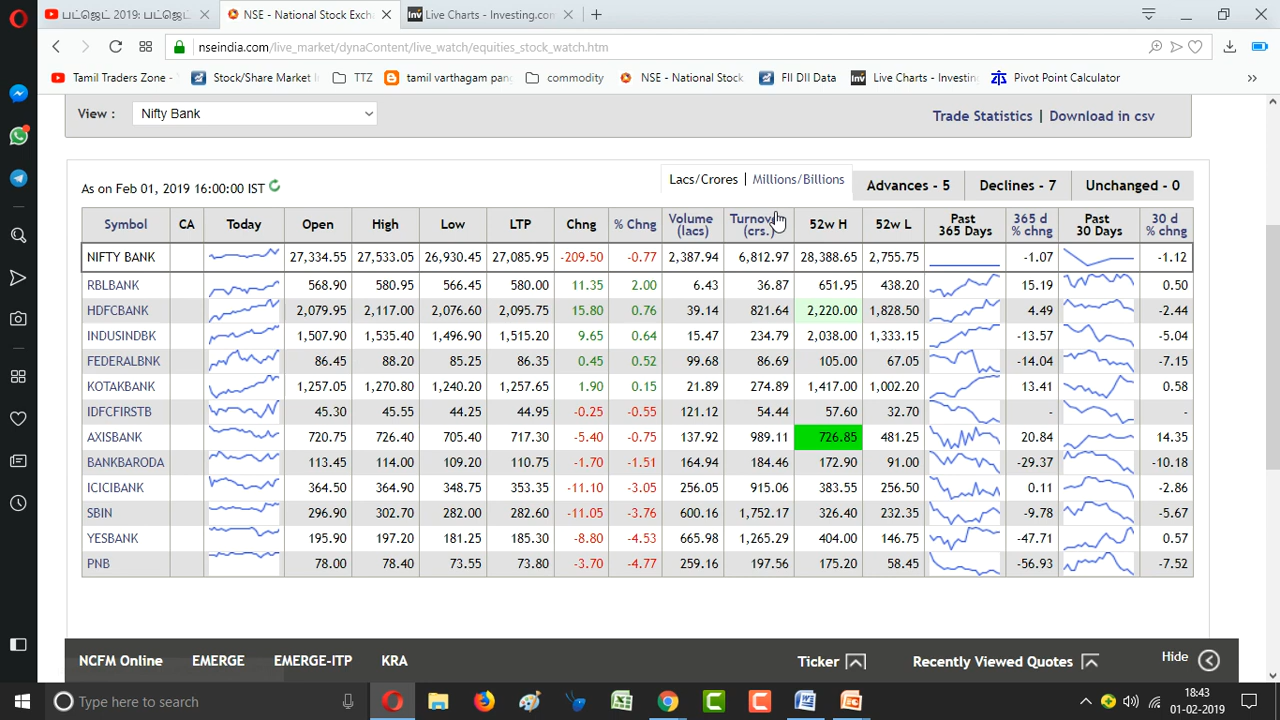 பட்ஜெட் 2019: பட்ஜெட்
NSE - National Stock Exch
Live Charts - Investing.con
nseindia.com/live_market/dynaContent/live_watch/equities_stock_watch.htm
Tamil Traders Zone - Stock/Share Market TTZ tamil varthagam pan commodity NSE - National Stock FII DII Data Live Charts - Investin Pivot Point Calculator
View : Nifty Bank
Trade Statistics | Download in csv
As on Feb 01, 2019 16:00:00 IST
Lacs/Crores | Millions/Billions
Advances - 5 Declines - 7 Unchanged - 0
Symbol CA Today Open High Low LTP Chng % Chng Volume (lacs) (crs.) 52w H 52w L Past 365 Days 365 d % chng Past 30 Days 30 d % chng
NIFTY BANK 27,334.55 27,533.05 26,930.45 27,085.95 -209.50 -0.77 2,387.94 6,812.97 28,388.65 2,755.75 -1.07 -1.12
RBLBANK 568.90 580.95 566.45 580.00 11.35 2.00 6.43 36.87 651.95 438.20 15.19 0.50
HDFCBANK 2,079.95 2,117.00 2,076.60 2,095.75 15.80 0.76 39.14 821.64 2,220.00 1,828.50 4.49 -2.44
INDUSINDBK 1,507.90 1,535.40 1,496.90 1,515.20 9.65 0.64 15.47 234.79 2,038.00 1,333.15 -13.57 -5.04
FEDERALBNK 86.45 88.20 85.25 86.35 0.45 0.52 99.68 86.69 105.00 67.05 -14.04 -7.15
KOTAKBANK 1,257.05 1,270.80 1,240.20 1,257.65 1.90 0.15 21.89 274.89 1,417.00 1,002.20 13.41 0.58
IDFCFIRSTB 45.30 45.55 44.25 44.95 -0.25 -0.55 121.12 54.44 57.60 32.70 - -
AXISBANK 720.75 726.40 705.40 717.30 -5.40 -0.75 137.92 989.11 726.85 481.25 20.84 14.35
BANKBARODA 113.45 114.00 109.20 110.75 -1.70 -1.51 164.94 184.46 172.90 91.00 -29.37 -10.18
ICICIBANK 364.50 364.90 348.75 353.35 -11.10 -3.05 256.05 915.06 383.55 256.50 0.11 -2.86
SBIN 296.90 302.70 282.00 282.60 -11.05 -3.76 600.16 1,752.17 326.40 232.35 -9.78 -5.67
YESBANK 195.90 197.20 181.25 185.30 -8.80 -4.53 665.98 1,265.29 404.00 146.75 -47.71 0.57
PNB 78.00 78.40 73.55 73.80 -3.70 -4.77 259.16 197.56 175.20 58.45 -56.93 -7.52
NCFM Online EMERGE EMERGE-ITP KRA Ticker Recently Viewed Quotes Hide
Type here to search
18:43
01-02-2019